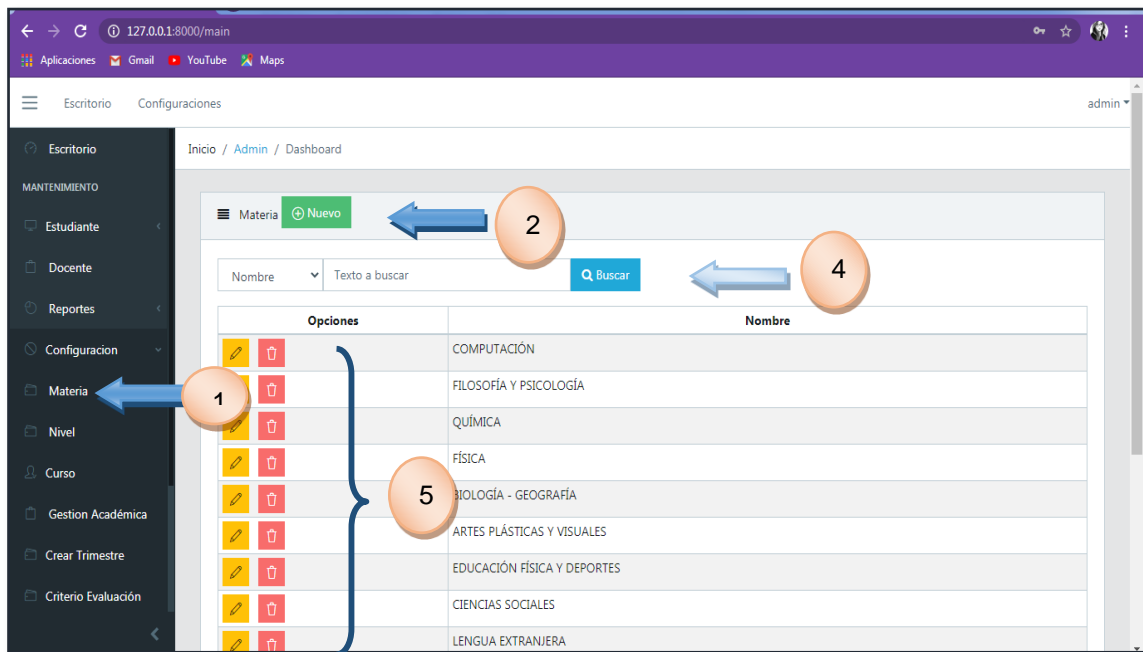 127.0.0.1:8000/main
Aplicaciones Gmail YouTube Maps
Escritorio Configuraciones admin
Escritorio
MANTENIMIENTO
Estudiante
Docente
Reportes
Configuracion
Materia
Nivel
Curso
Gestion Académica
Crear Trimestre
Criterio Evaluación
Inicio / Admin / Dashboard
Materia Nuevo
2
Nombre Texto a buscar Buscar
4
Opciones Nombre
COMPUTACIÓN
FILOSOFÍA Y PSICOLOGÍA
1
QUÍMICA
FÍSICA
5
BIOLOGÍA - GEOGRAFÍA
ARTES PLÁSTICAS Y VISUALES
EDUCACIÓN FÍSICA Y DEPORTES
CIENCIAS SOCIALES
LENGUA EXTRANJERA